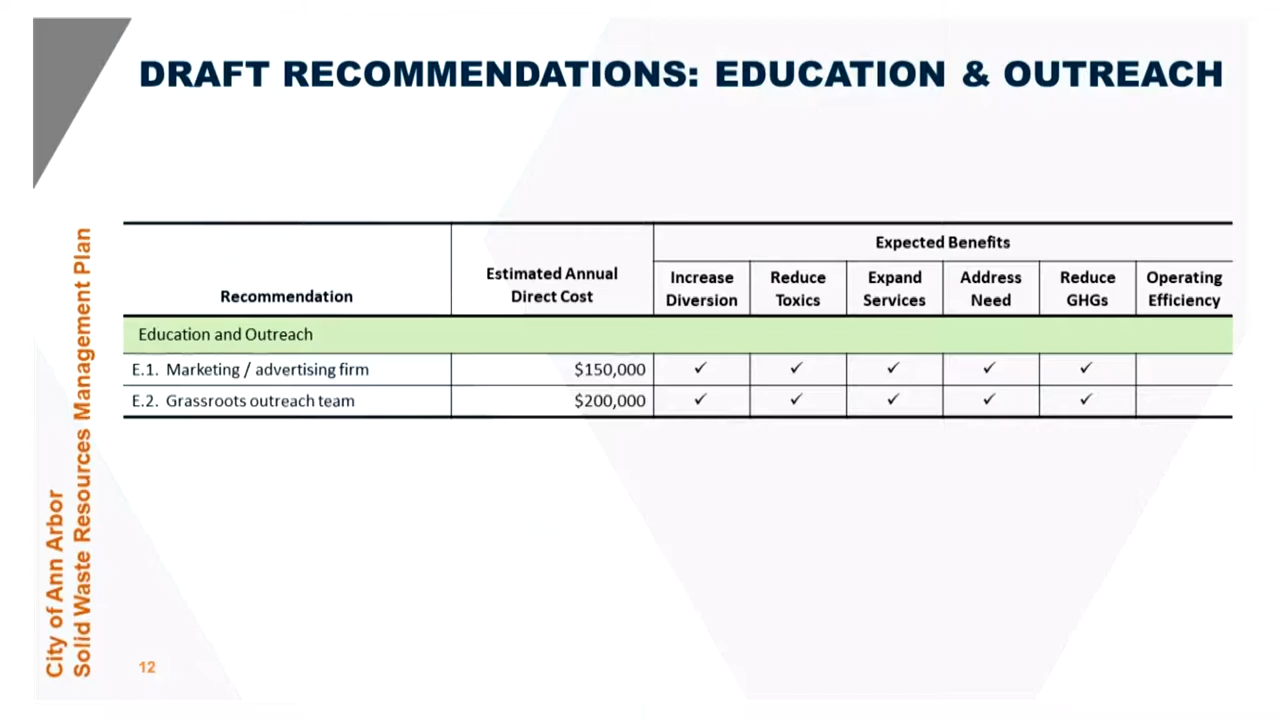 DRAFT RECOMMENDATIONS: EDUCATION & OUTREACH
City of Ann Arbor
Solid Waste Resources Management Plan
Expected Benefits
Recommendation
Estimated Annual
Direct Cost
Increase
Diversion
Reduce
Toxics
Expand
Services
Address
Need
Reduce
GHGs
Operating
Efficiency
Education and Outreach
E.1. Marketing / advertising firm $150,000 ✓ ✓ ✓ ✓ ✓
E.2. Grassroots outreach team $200,000 ✓ ✓ ✓ ✓ ✓
12